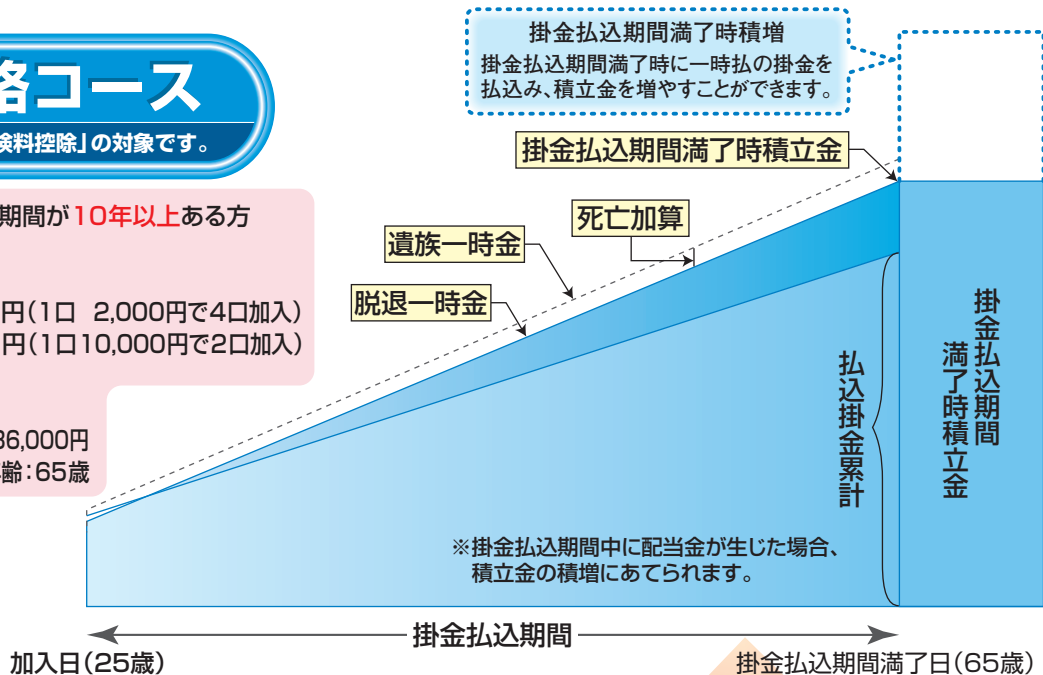 格コース
険料控除」の対象です。
期間が10年以上ある方
円(1口 2,000円で4口加入)
円(1口10,000円で2口加入)
36,000円
齢:65歳
掛金払込期間満了時積増
掛金払込期間満了時に一時払の掛金を
払込み、積立金を増やすことができます。
掛金払込期間満了時積立金
死亡加算
遺族一時金
脱退一時金
払込掛金累計
掛金払込期間
満了時積立金
※掛金払込期間中に配当金が生じた場合、
積立金の積増にあてられます。
掛金払込期間
加入日(25歳)
掛金払込期間満了日(65歳)